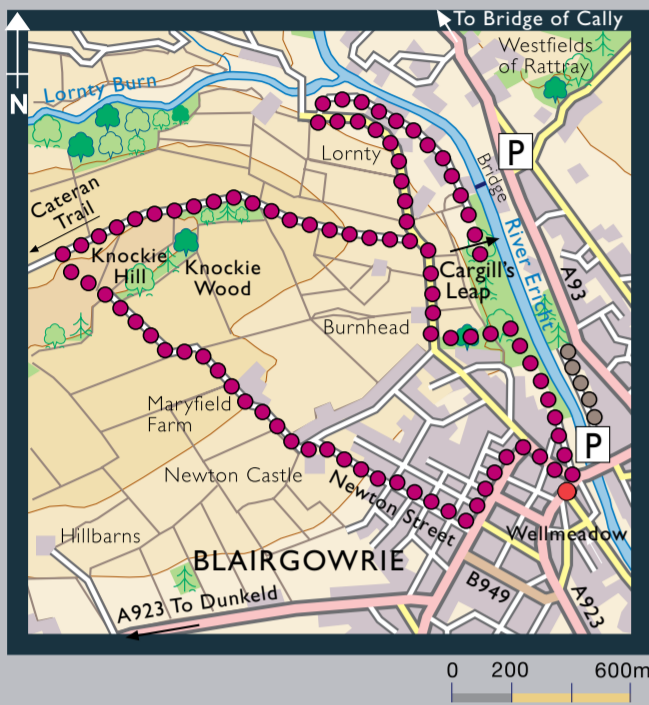 To Bridge of Cally
Westfields
of Rattray
N
Lornty Burn
P
Lornty
Bridge
Cateran
Trail
River Ericht
Knockie
Hill
Knockie
Wood
Cargill's
Leap
A93
Burnhead
Maryfield
Farm
P
Newton Castle
Newton Street
Wellmeadow
Hillbarns
BLAIRGOWRIE
B949
A923
A923 To Dunkeld
0 200 600m